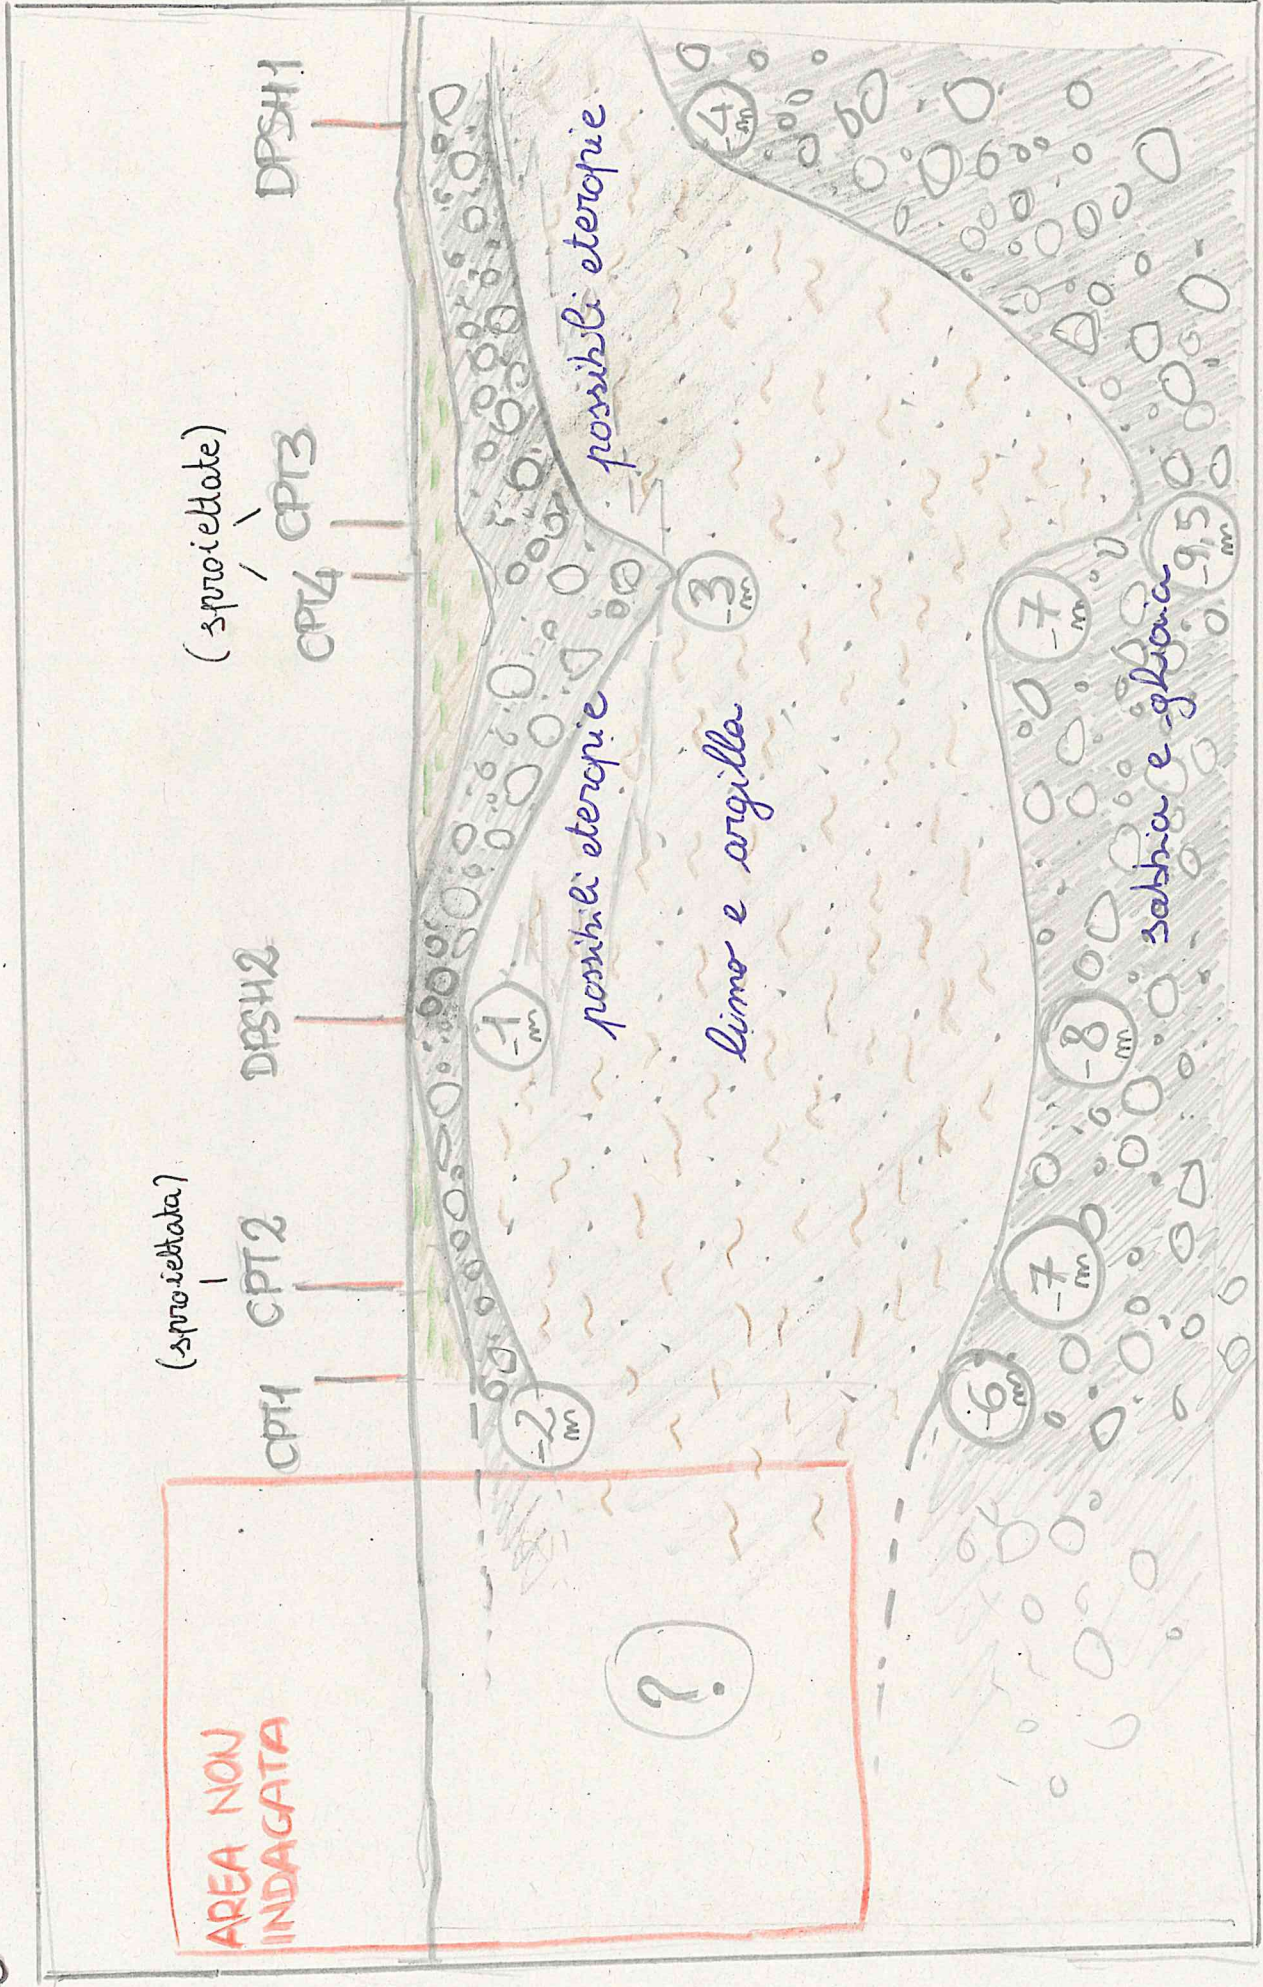 AREA NON
INDAGATA
(sproiettata)
CPT1
CPT2
DPSH2
(sproiettate)
CPT4
CPT3
DPSH1
-2
m
-1
m
-3
m
possibili eteropie
possibili eteropie
-4
m
?
limo e argilla
-6
m
-7
m
-8
m
-7
m
-9,5
m
sabbia e ghiaia